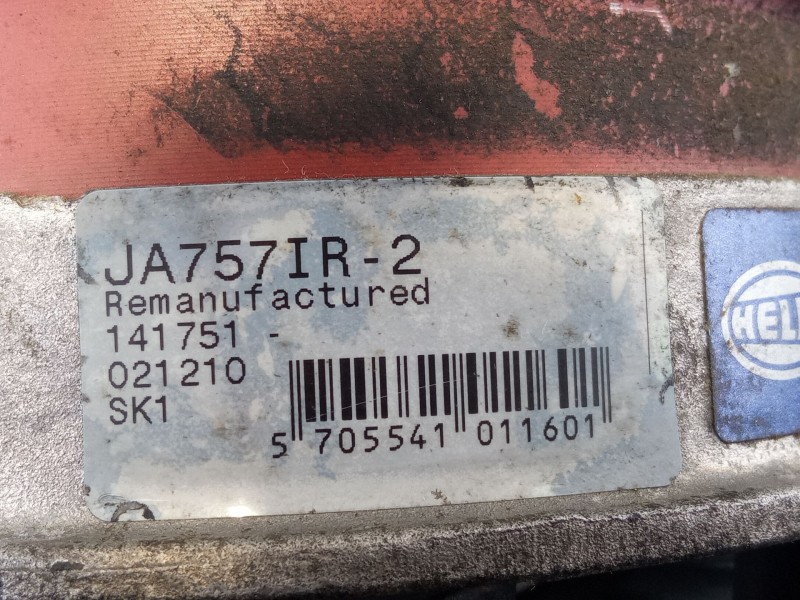 JA757IR-2
Remanufactured
141751 -
021210
SK1
5 705541 011601
HELL